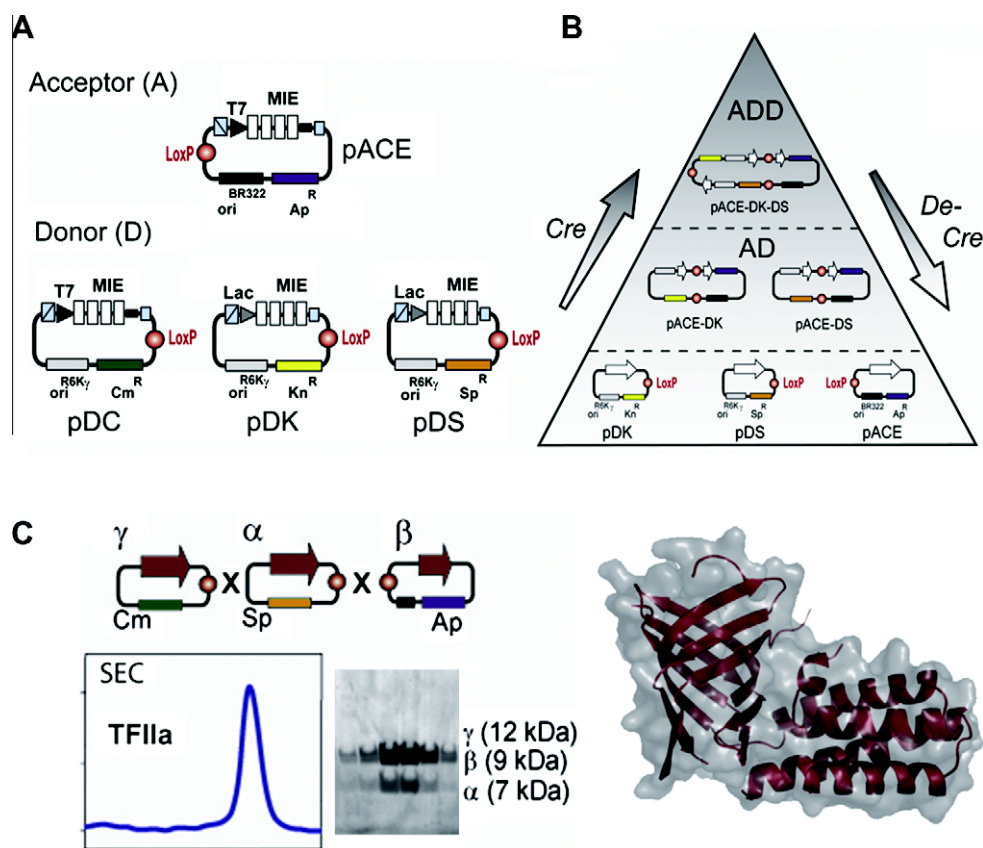 A
Acceptor (A)
T7 MIE
LoxP
pACE
BR322 R
ori Ap
Donor (D)
T7 MIE
LoxP
R6Kγ R
ori Cm
pDC
Lac MIE
LoxP
R6Kγ R
ori Kn
pDK
Lac MIE
LoxP
R6Kγ R
ori Sp
pDS
B
ADD
pACE-DK-DS
Cre
De-
Cre
AD
pACE-DK
pACE-DS
LoxP
R6Kγ R
ori Kn
pDK
LoxP
R6Kγ R
ori Sp
pDS
LoxP
BR322 R
ori Ap
pACE
C
γ α β
X X
Cm Sp Ap
SEC
TFIIa
γ (12 kDa)
β (9 kDa)
α (7 kDa)